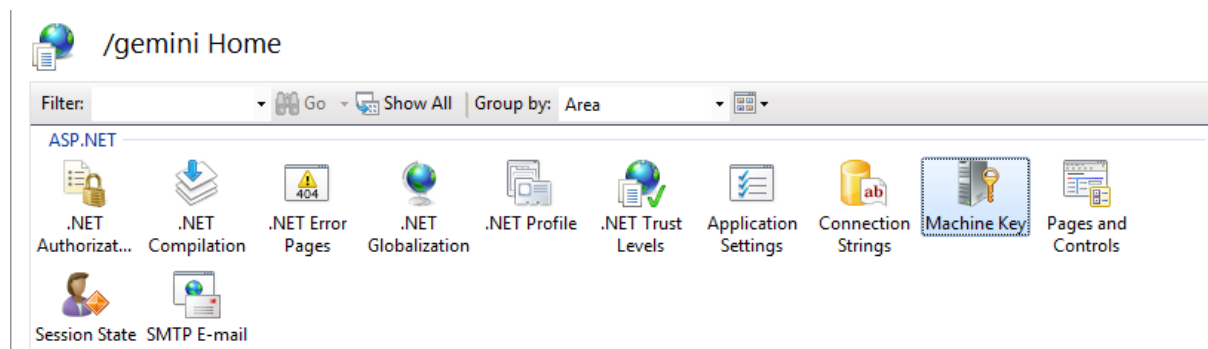 /gemini Home
Filter: Go Show All Group by: Area
ASP.NET
404
ab
.NET Authorizat...
.NET Compilation
.NET Error Pages
.NET Globalization
.NET Profile
.NET Trust Levels
Application Settings
Connection Strings
Machine Key
Pages and Controls
Session State
SMTP E-mail